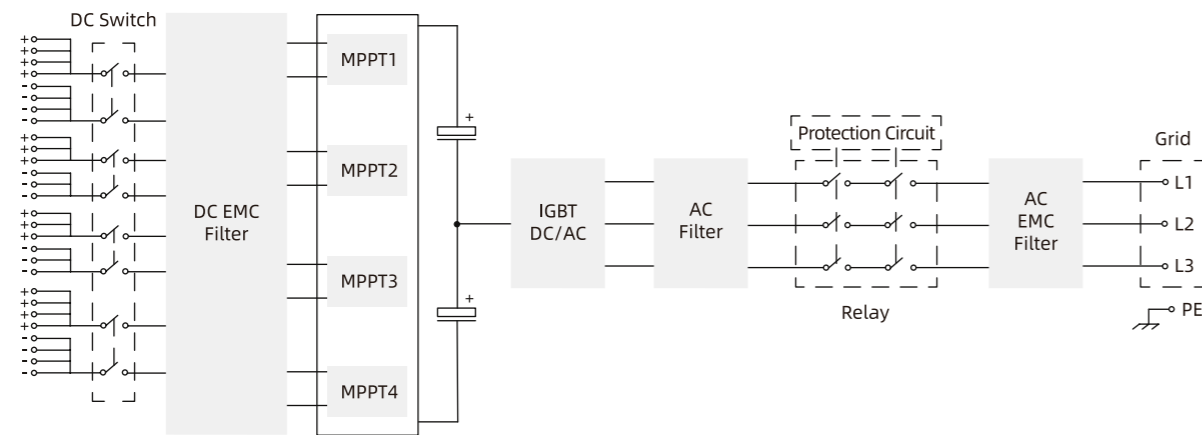 DC Switch
+
+
+
+
-
-
-
-
+
+
+
-
-
-
+
+
+
-
-
-
+
+
+
+
-
-
-
-
DC EMC
Filter
MPPT1
MPPT2
MPPT3
MPPT4
+
+
IGBT
DC/AC
AC
Filter
Protection Circuit
Relay
AC
EMC
Filter
Grid
L1
L2
L3
PE